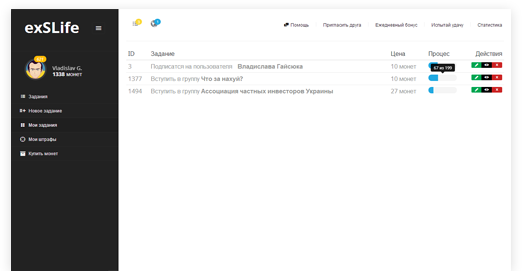 exSLife
Помощь
Пригласить друга
Ежедневный бонус
Испытай удачу
Статистика
Vladislav G.
1338 монет
Задания
Новое задание
Мои задания
Мои штрафы
Купить монет
ID Задание Цена Процес Действия
3 Подписатся на пользователя Владислава Гайсюка 10 монет
57 из 199
1377 Вступить в группу Что за нахуй? 10 монет
1494 Вступить в группу Ассоциация частных инвесторов Украины 27 монет